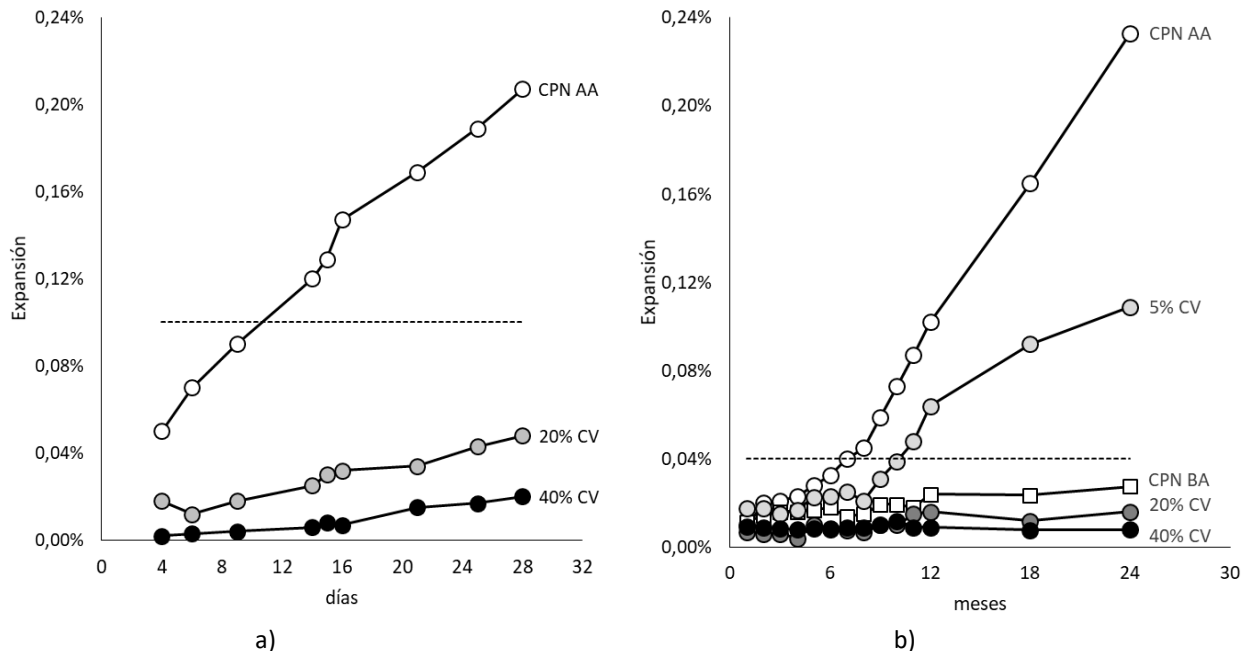 0,24%
0,20%
0,16%
0,12%
0,08%
0,04%
0,00%
Expansión
0 4 8 12 16 20 24 28 32
días
CPN AA
20% CV
40% CV
a)
0,24%
0,20%
0,16%
0,12%
0,08%
0,04%
0,00%
Expansión
0 6 12 18 24 30
meses
CPN AA
5% CV
CPN BA
20% CV
40% CV
b)